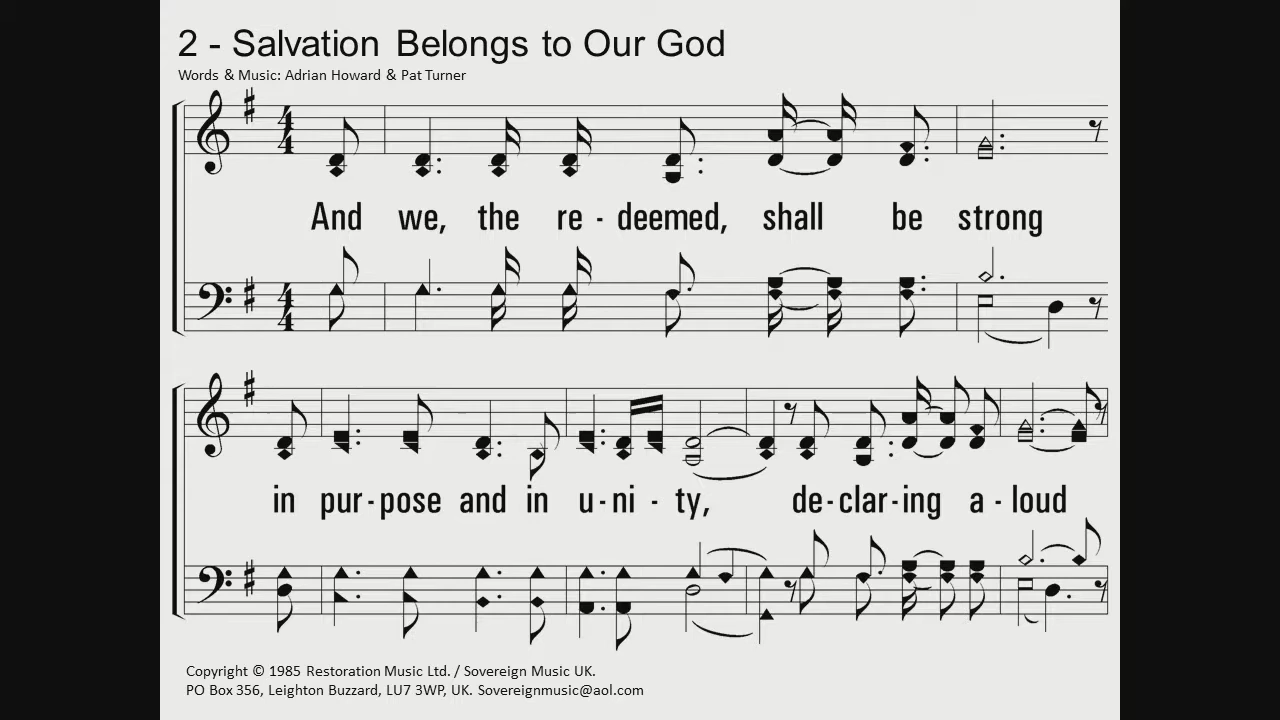 2 - Salvation Belongs to Our God
Words & Music: Adrian Howard & Pat Turner
And we, the re - deemed, shall be strong
in pur - pose and in u - ni - ty, de - clar - ing a - loud
Copyright © 1985 Restoration Music Ltd. / Sovereign Music UK.
PO Box 356, Leighton Buzzard, LU7 3WP, UK. Sovereignmusic@aol.com